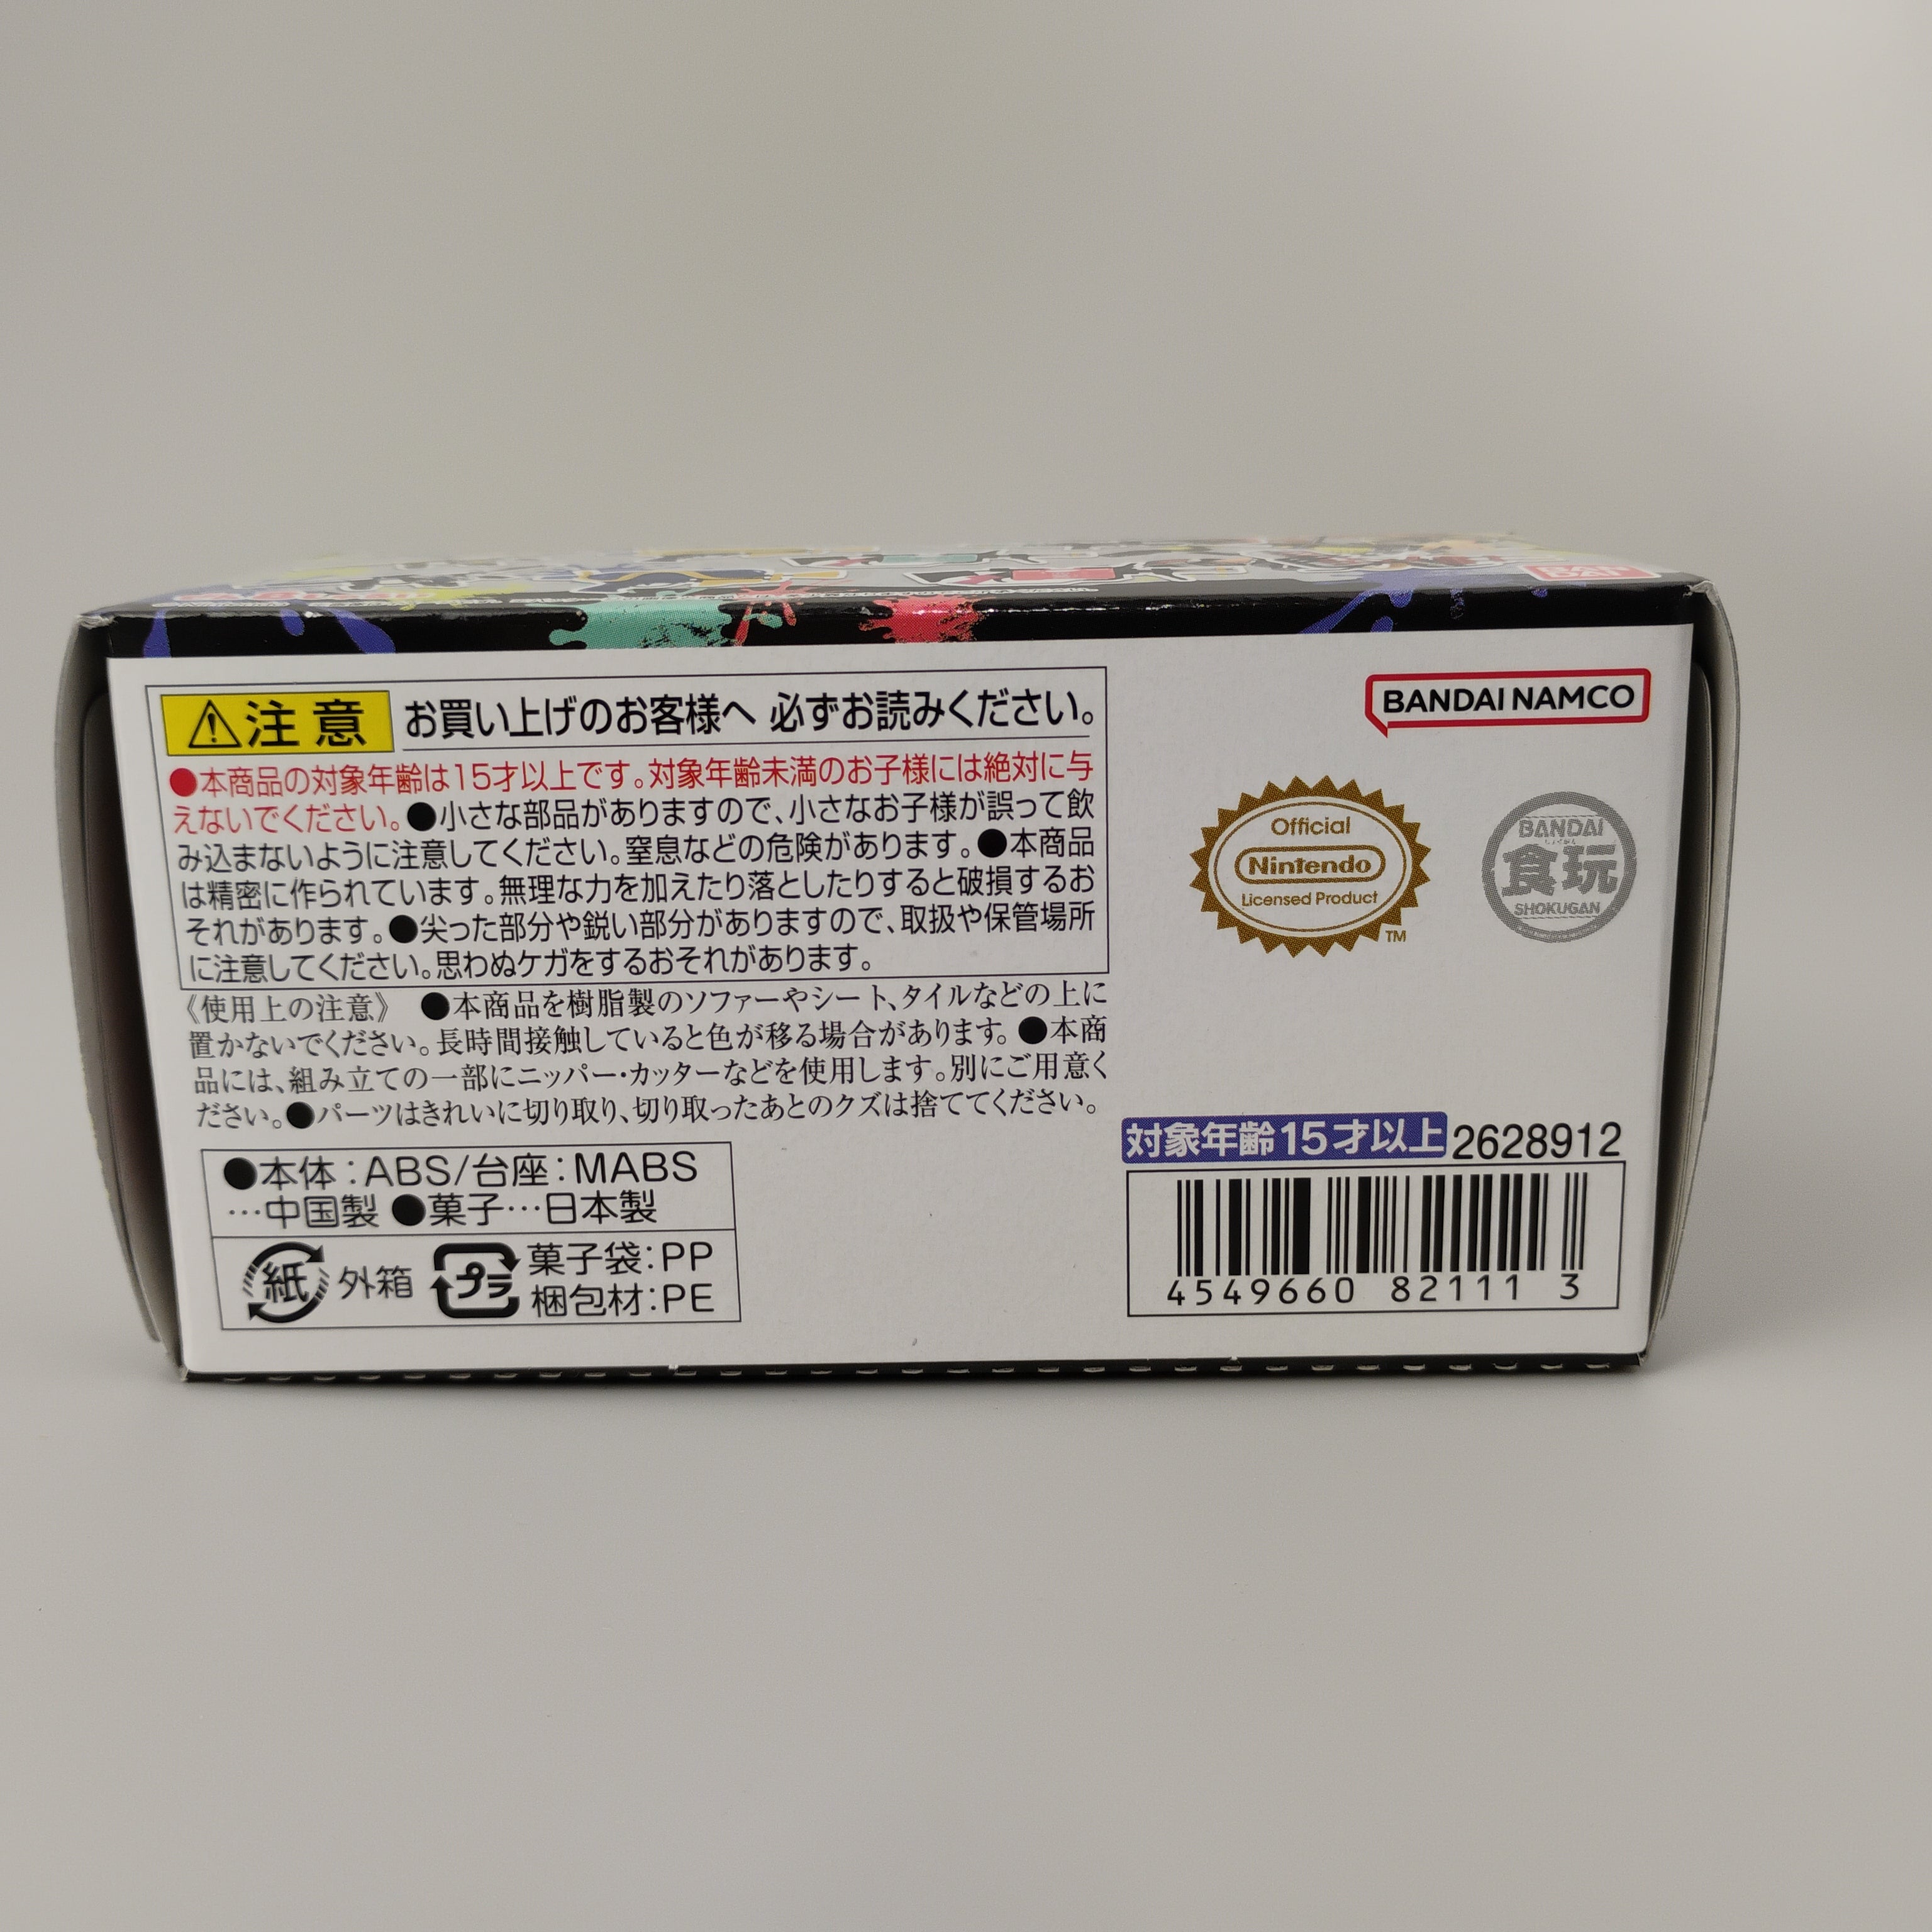 注意 お買い上げのお客様へ 必ずお読みください。
●本商品の対象年齢は15才以上です。対象年齢未満のお子様には絶対に与
えないでください。●小さな部品がありますので、小さなお子様が誤って飲
み込まないように注意してください。窒息などの危険があります。●本商品
は精密に作られています。無理な力を加えたり落としたりすると破損するお
それがあります。●尖った部分や鋭い部分がありますので、取扱や保管場所
に注意してください。思わぬケガをするおそれがあります。
《使用上の注意》 ●本商品を樹脂製のソファーやシート、タイルなどの上に
置かないでください。長時間接触していると色が移る場合があります。●本商
品には、組み立ての一部にニッパー・カッターなどを使用します。別にご用意く
ださい。●パーツはきれいに切り取り、切り取ったあとのクズは捨ててください。
●本体：ABS/台座：MABS
…中国製 ●菓子…日本製
紙 外箱 プラ 菓子袋：PP
梱包材：PE
BANDAI NAMCO
Official
Nintendo
Licensed Product
TM
BANDAI
食玩
SHOKUGAN
対象年齢15才以上 2628912
4549660 82111 3